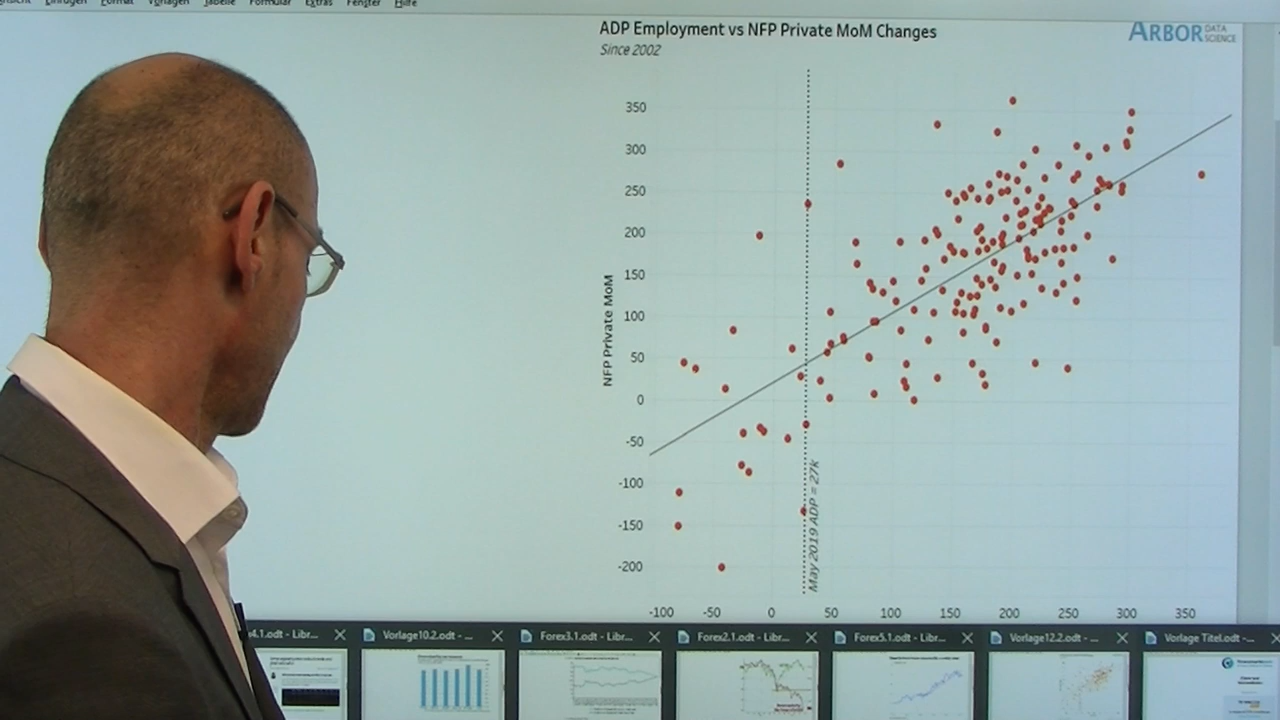 Einfügen Format Vorlagen Tabelle Formular Extras Fenster Hilfe
ADP Employment vs NFP Private MoM Changes
Since 2002
ARBOR DATA SCIENCE
350
300
250
200
150
100
50
0
-50
-100
-150
-200
NFP Private MoM
May 2019 ADP = 27k
-100 -50 0 50 100 150 200 250 300 350
4.1.odt - Libr...
Vorlage10.2.odt - ...
Forex3.1.odt - Libr...
Forex2.1.odt - Libr...
Forex5.1.odt - Libr...
Vorlage12.2.odt - ...
Vorlage Titel.odt -...